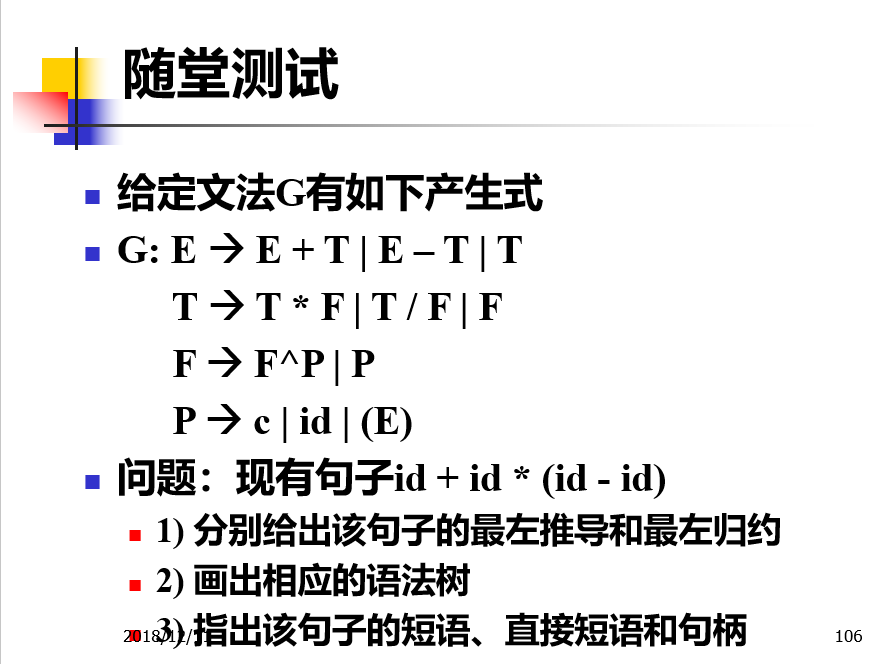 随堂测试
给定文法G有如下产生式
G: E → E + T | E – T | T
T → T * F | T / F | F
F → F^P | P
P → c | id | (E)
问题：现有句子id + id * (id - id)
1) 分别给出该句子的最左推导和最左归约
2) 画出相应的语法树
3) 指出该句子的短语、直接短语和句柄
2018/12/
106